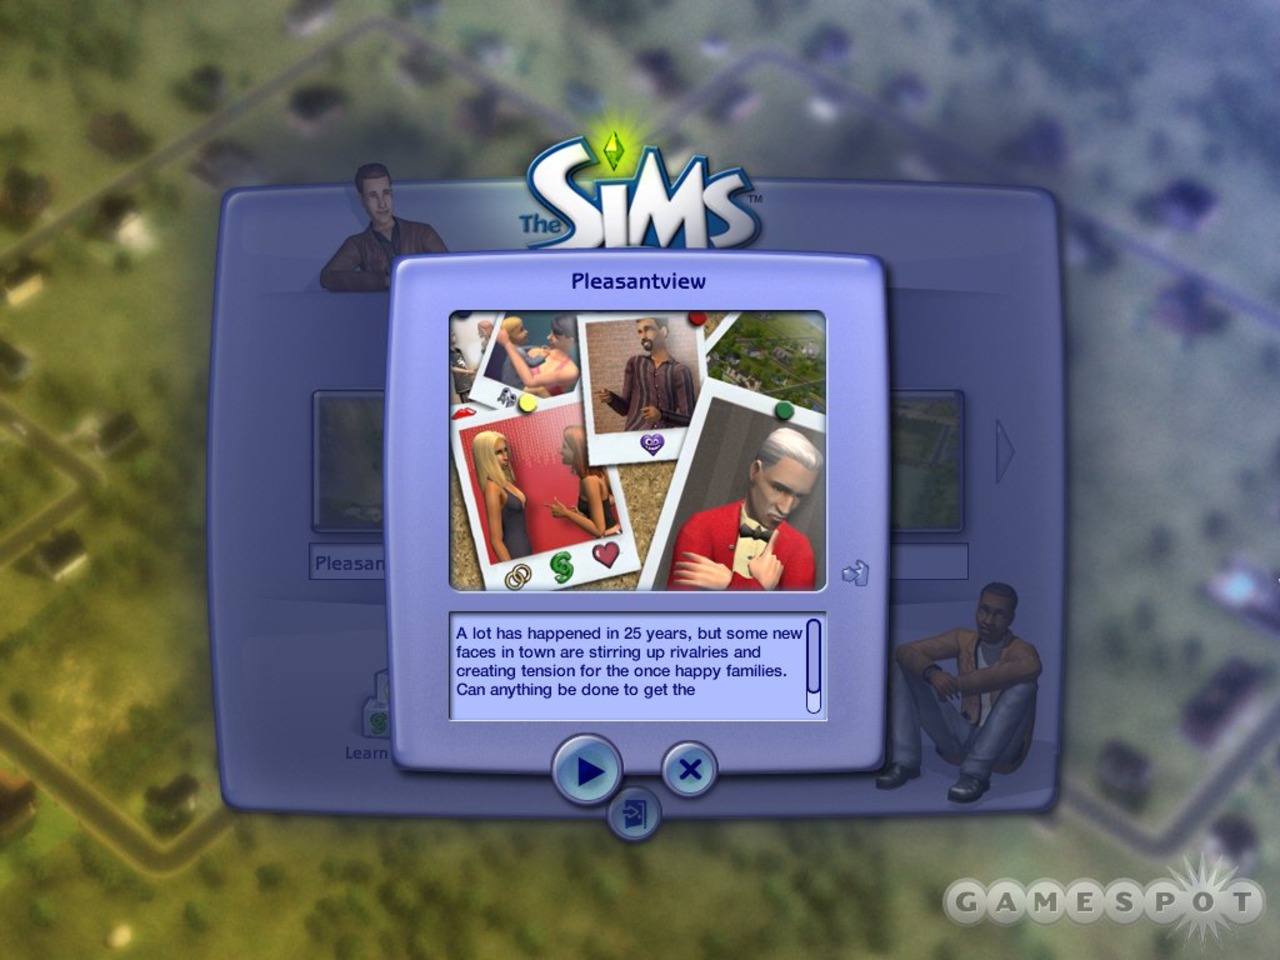 The SiMS™
Pleasantview
Pleasan
A lot has happened in 25 years, but some new
faces in town are stirring up rivalries and
creating tension for the once happy families.
Can anything be done to get the
Learn
GAMESPOT